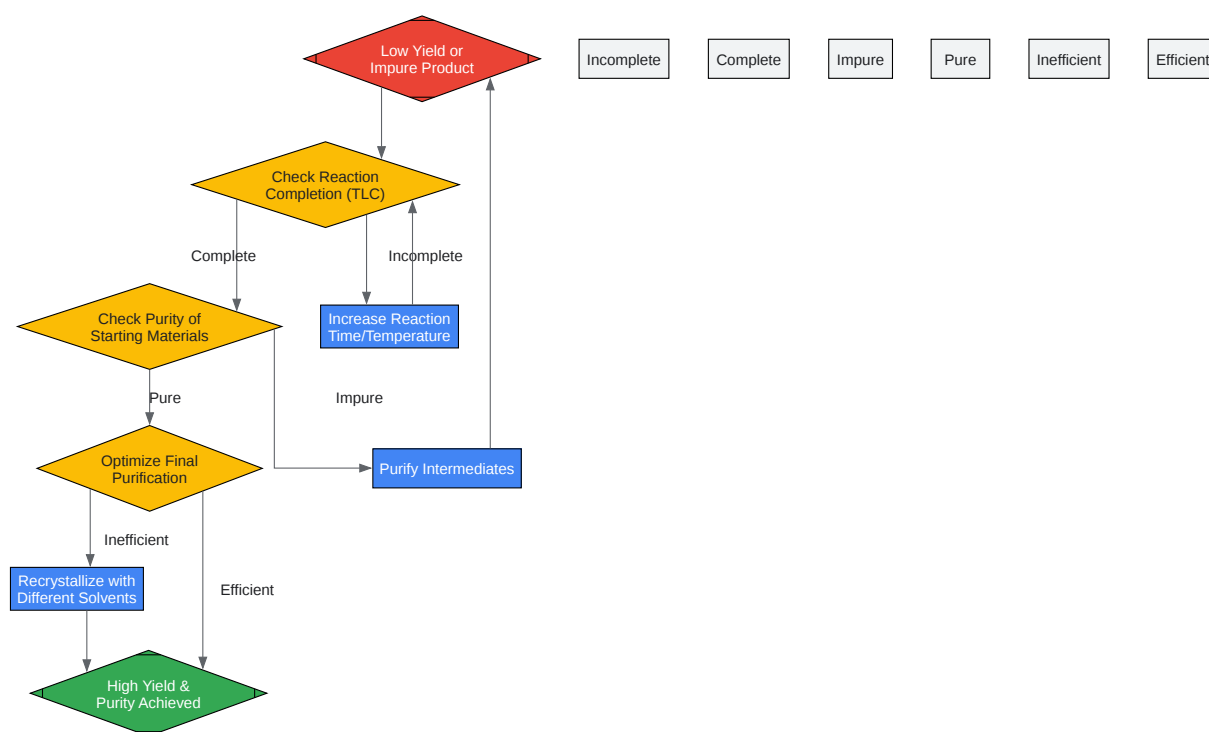 Low Yield or
Impure Product
Incomplete
Complete
Impure
Pure
Inefficient
Efficient
Check Reaction
Completion (TLC)
Complete
Incomplete
Check Purity of
Starting Materials
Increase Reaction
Time/Temperature
Pure
Impure
Optimize Final
Purification
Purify Intermediates
Inefficient
Recrystallize with
Different Solvents
Efficient
High Yield &
Purity Achieved